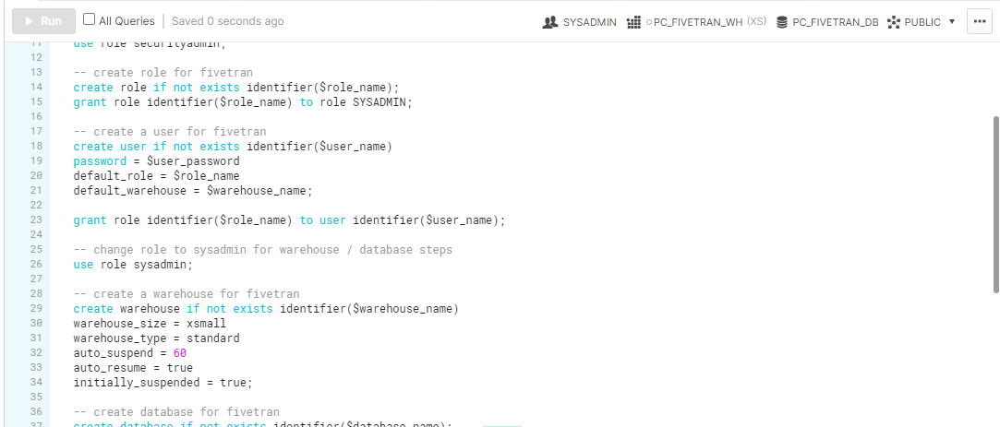 Run All Queries Saved 0 seconds ago SYSADMIN PC_FIVETRAN_WH (XS) PC_FIVETRAN_DB PUBLIC
11 use role securityadmin;
12
13 -- create role for fivetran
14 create role if not exists identifier($role_name);
15 grant role identifier($role_name) to role SYSADMIN;
16
17 -- create a user for fivetran
18 create user if not exists identifier($user_name)
19 password = $user_password
20 default_role = $role_name
21 default_warehouse = $warehouse_name;
22
23 grant role identifier($role_name) to user identifier($user_name);
24
25 -- change role to sysadmin for warehouse / database steps
26 use role sysadmin;
27
28 -- create a warehouse for fivetran
29 create warehouse if not exists identifier($warehouse_name)
30 warehouse_size = xsmall
31 warehouse_type = standard
32 auto_suspend = 60
33 auto_resume = true
34 initially_suspended = true;
35
36 -- create database for fivetran
37 create database if not exists identifier($database_name);